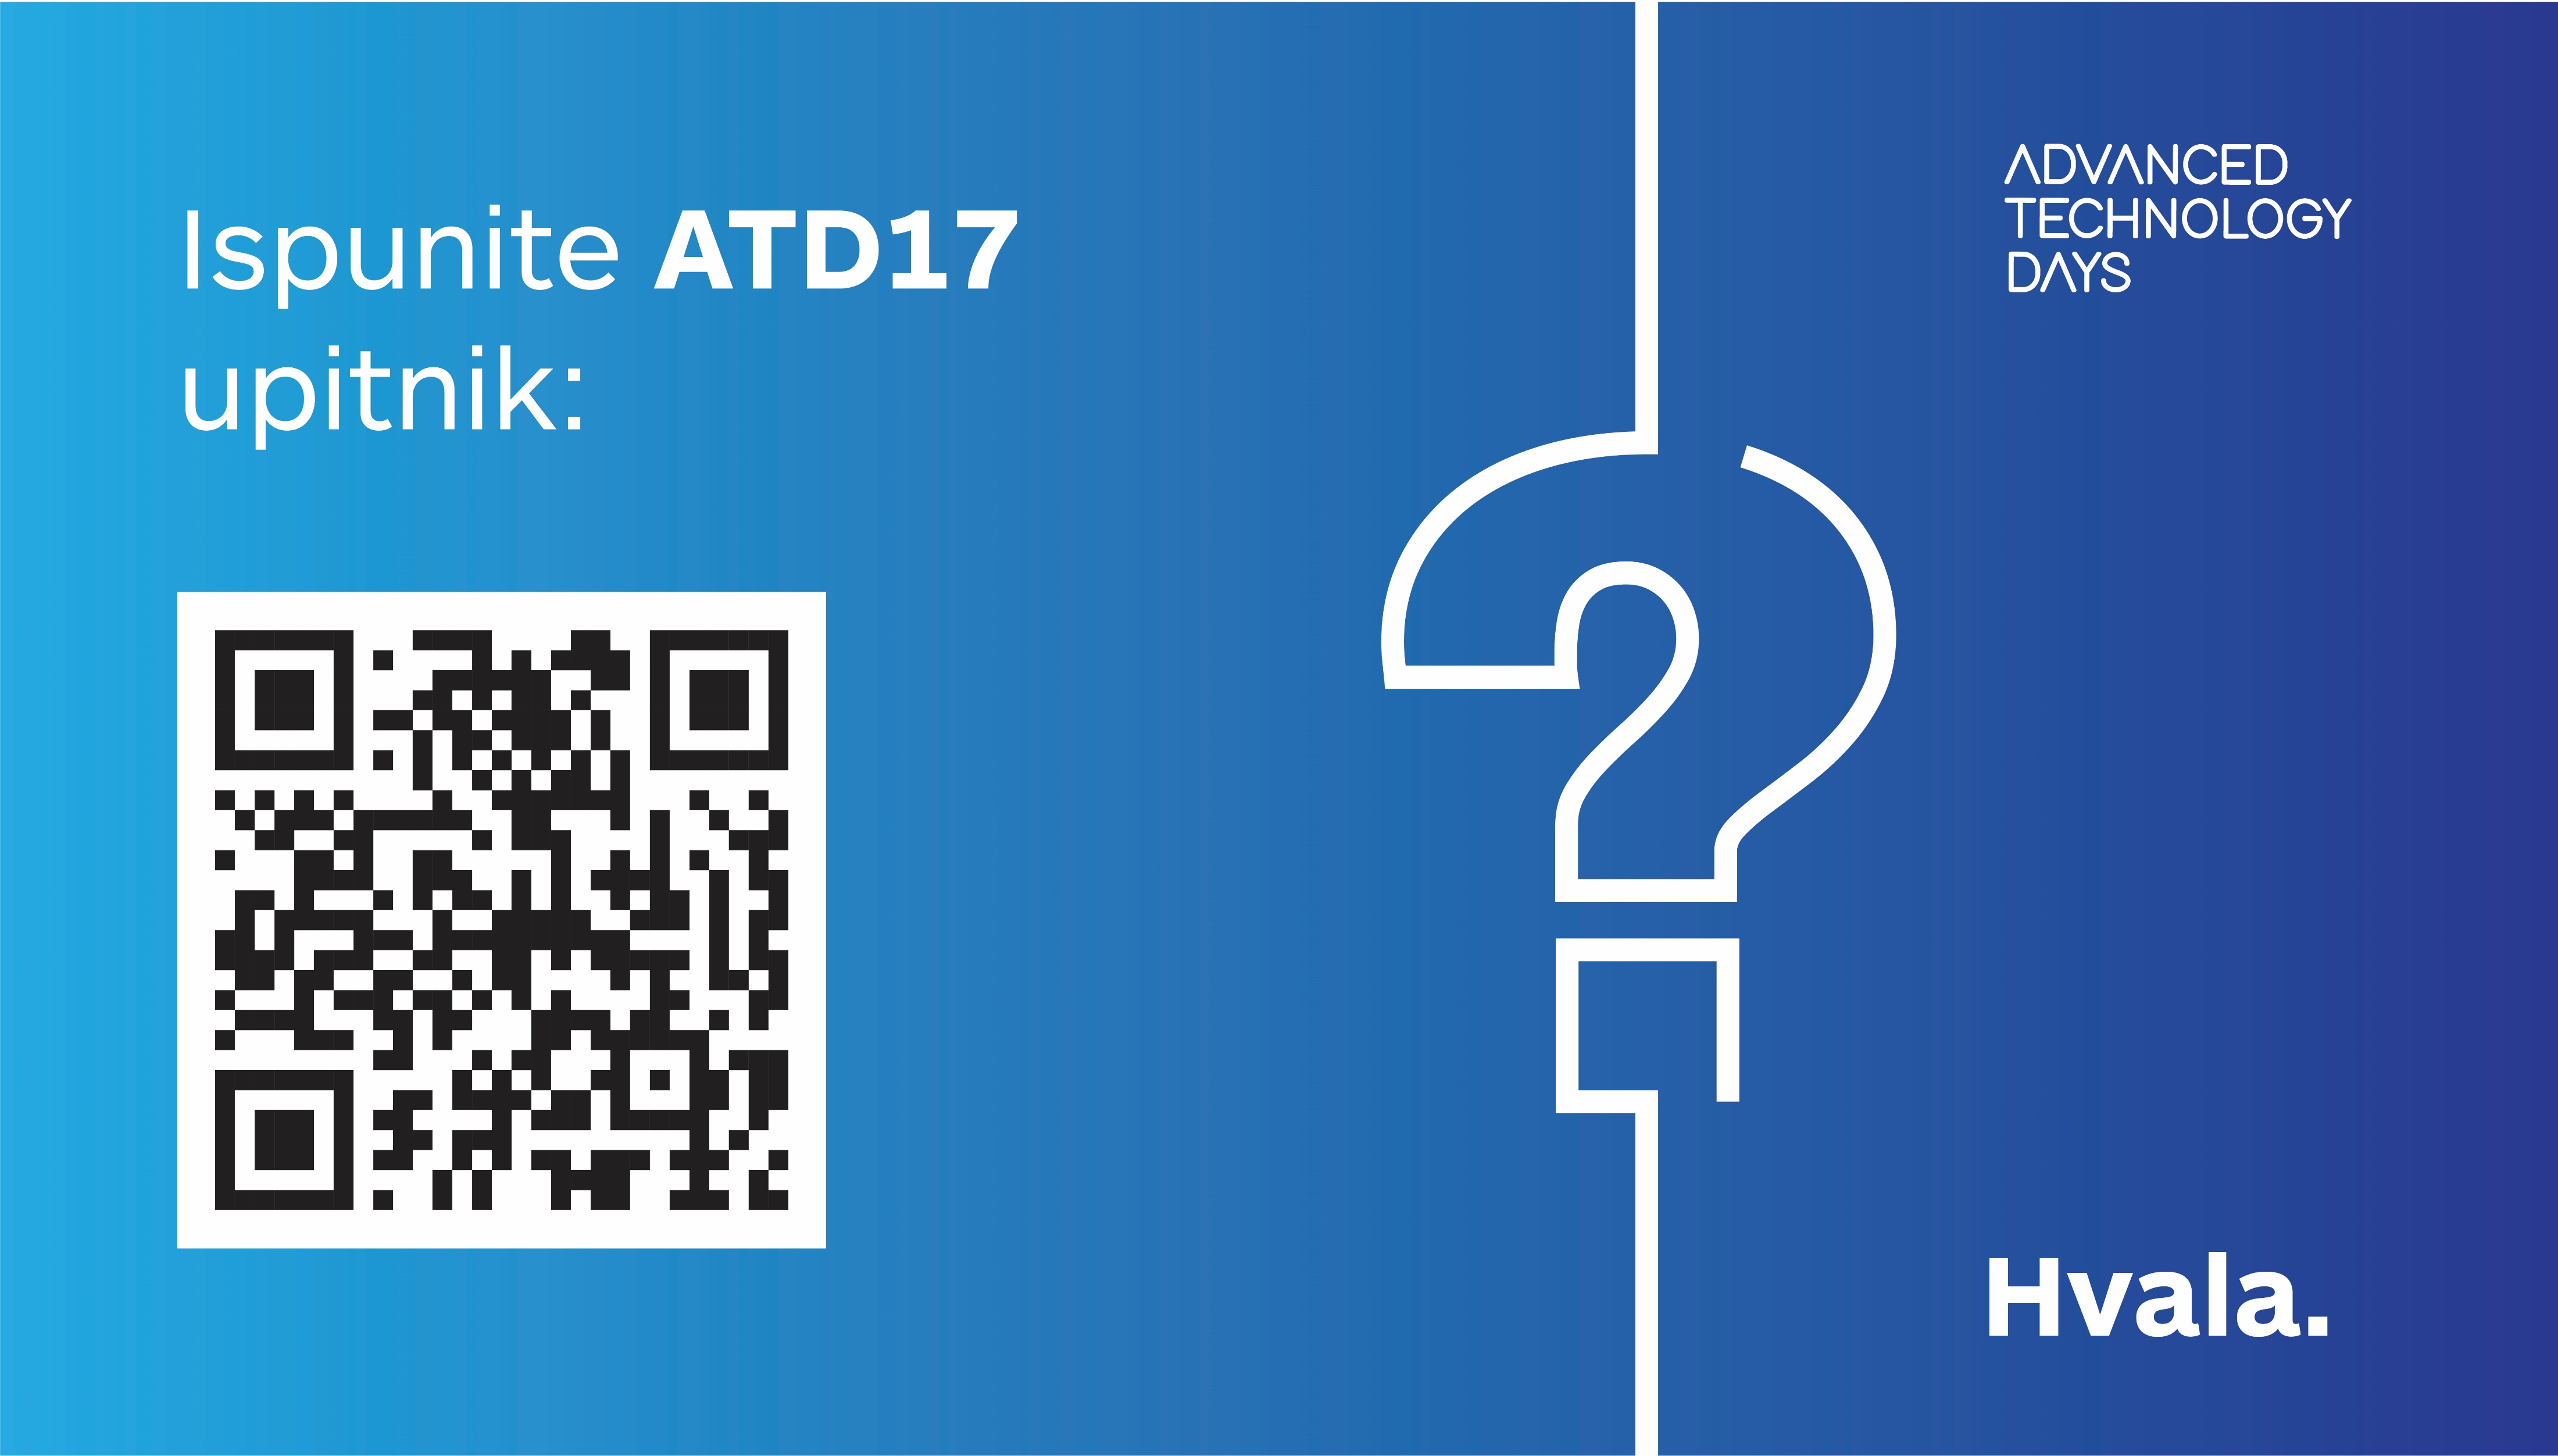 Ispunite ATD17
upitnik:
ADVANCED
TECHNOLOGY
DAYS
Hvala.